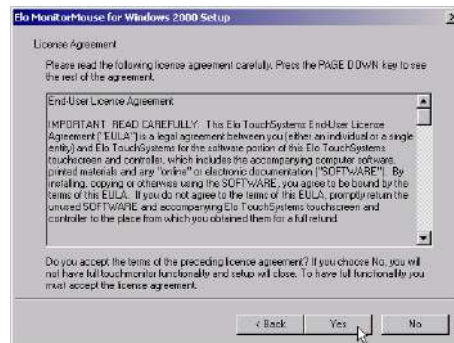 Elo MonitorMouse for Windows 2000 Setup
License Agreement
Please read the following license agreement carefully. Press the PAGE DOWN key to see
the rest of the agreement.
End-User License Agreement
IMPORTANT READ CAREFULLY: This Elo TouchSystems End-User License
Agreement ("EULA") is a legal agreement between you (either an individual or a single
entity) and Elo TouchSystems for the software portion of this Elo TouchSystems
touchscreen and controller, which includes the accompanying computer software,
printed materials and any "online" or electronic documentation ("SOFTWARE"). By
installing, copying or otherwise using the SOFTWARE, you agree to be bound by the
terms of this EULA. If you do not agree to the terms of this EULA, promptly return the
unused SOFTWARE and accompanying Elo TouchSystems touchscreen and
controller to the place from which you obtained them for a full refund.
Do you accept the terms of the preceding license agreement? If you choose No, you will
not have full touchmonitor functionality and setup will close. To have full functionality you
must accept the license agreement.
< Back Yes No